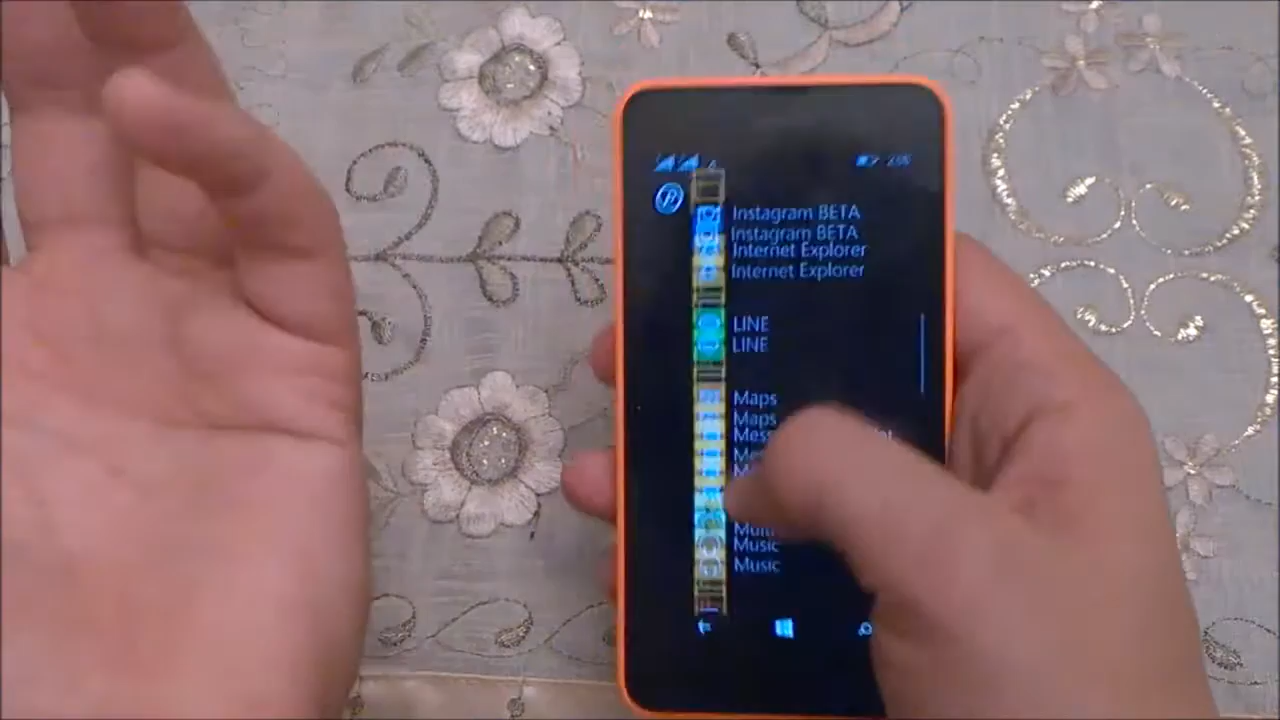 Instagram BETA
Instagram BETA
Internet Explorer
Internet Explorer
LINE
LINE
Maps
Maps
Music
Music